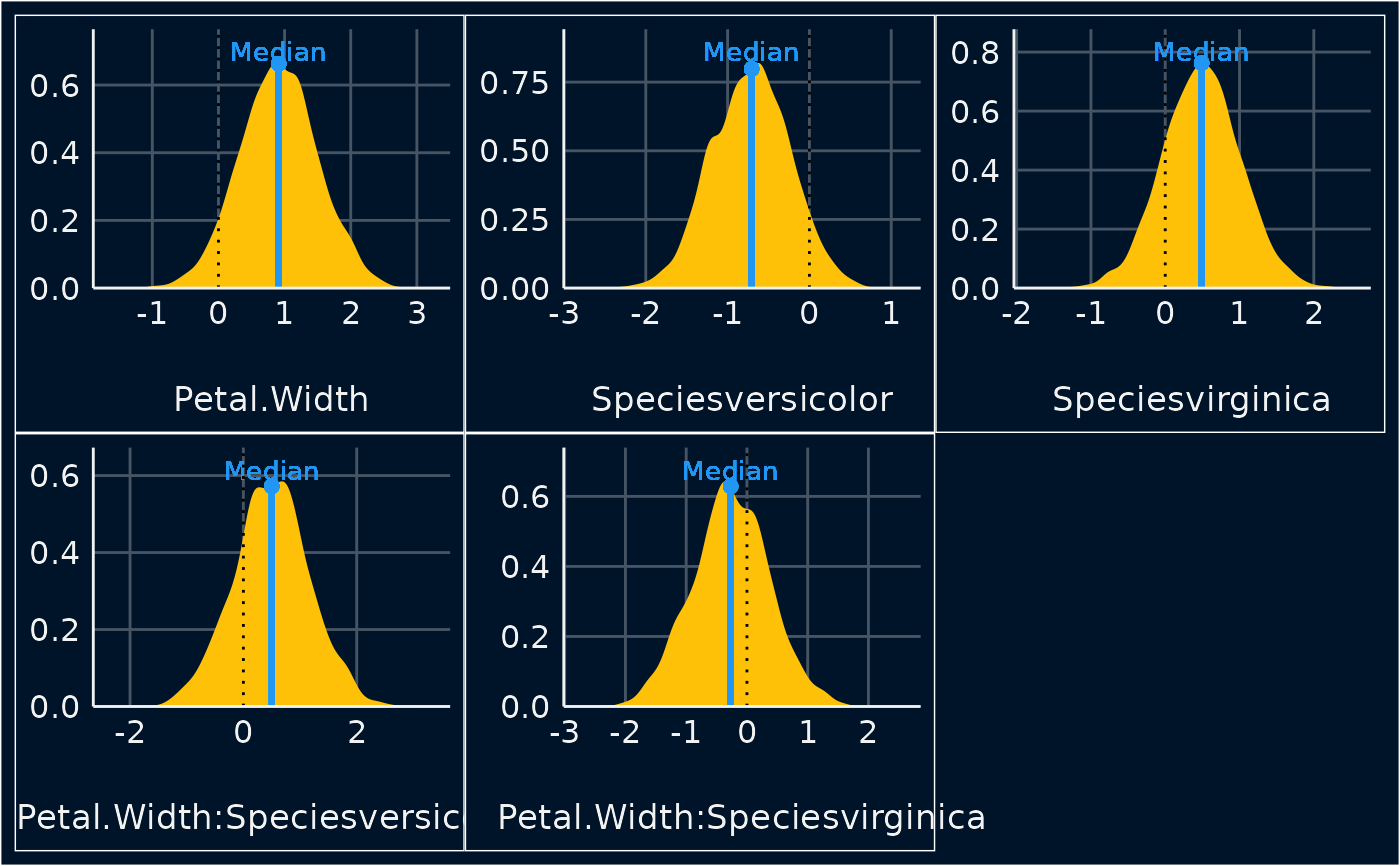 Median
0.6
0.4
0.2
0.0
-1 0 1 2 3
Petal.Width
Median
0.75
0.50
0.25
0.00
-3 -2 -1 0 1
Speciesversicolor
Median
0.8
0.6
0.4
0.2
0.0
-2 -1 0 1 2
Speciesvirginica
Median
0.6
0.4
0.2
0.0
-2 0 2
Petal.Width:Speciesversic
Median
0.6
0.4
0.2
0.0
-3 -2 -1 0 1 2
Petal.Width:Speciesvirginica